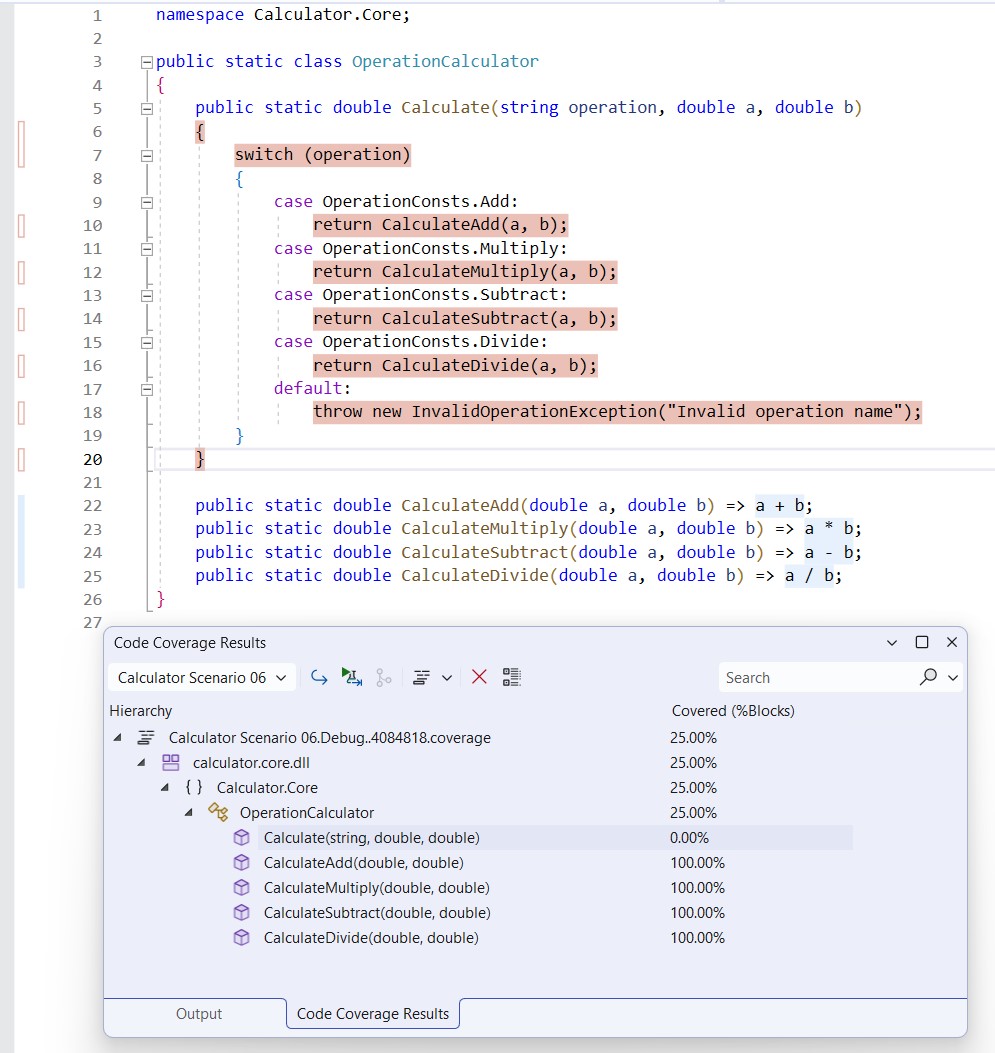 1 namespace Calculator.Core;
2
3 public static class OperationCalculator
4 {
5 public static double Calculate(string operation, double a, double b)
6 {
7 switch (operation)
8 {
9 case OperationConsts.Add:
10 return CalculateAdd(a, b);
11 case OperationConsts.Multiply:
12 return CalculateMultiply(a, b);
13 case OperationConsts.Subtract:
14 return CalculateSubtract(a, b);
15 case OperationConsts.Divide:
16 return CalculateDivide(a, b);
17 default:
18 throw new InvalidOperationException("Invalid operation name");
19 }
20 }
21
22 public static double CalculateAdd(double a, double b) => a + b;
23 public static double CalculateMultiply(double a, double b) => a * b;
24 public static double CalculateSubtract(double a, double b) => a - b;
25 public static double CalculateDivide(double a, double b) => a / b;
26 }
27
Code Coverage Results
Calculator Scenario 06 Search
Hierarchy Covered (%Blocks)
Calculator Scenario 06.Debug..4084818.coverage 25.00%
calculator.core.dll 25.00%
{ } Calculator.Core 25.00%
OperationCalculator 25.00%
Calculate(string, double, double) 0.00%
CalculateAdd(double, double) 100.00%
CalculateMultiply(double, double) 100.00%
CalculateSubtract(double, double) 100.00%
CalculateDivide(double, double) 100.00%
Output Code Coverage Results